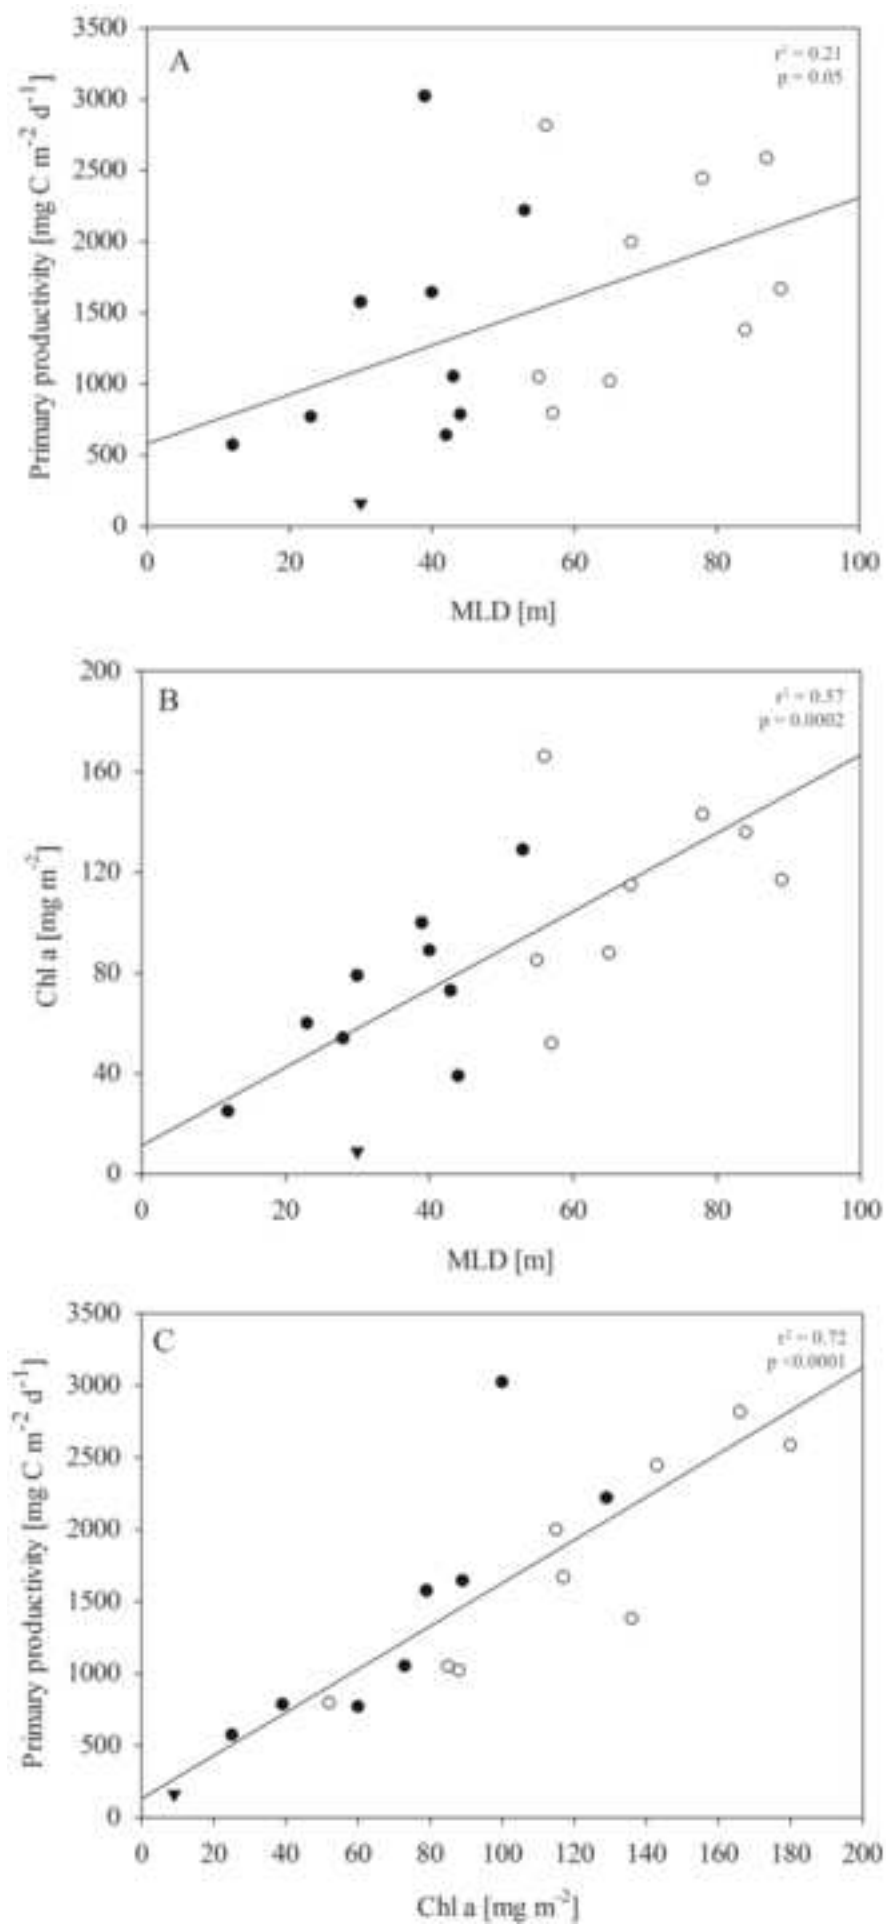 A
r² = 0.21
p = 0.05
3500
3000
2500
2000
1500
1000
500
0
Primary productivity [mg C m⁻² d⁻¹]
0 20 40 60 80 100
MLD [m]
B
r² = 0.57
p = 0.0002
200
160
120
80
40
0
Chl a [mg m⁻²]
0 20 40 60 80 100
MLD [m]
C
r² = 0.72
p <0.0001
3500
3000
2500
2000
1500
1000
500
0
Primary productivity [mg C m⁻² d⁻¹]
0 20 40 60 80 100 120 140 160 180 200
Chl a [mg m⁻²]